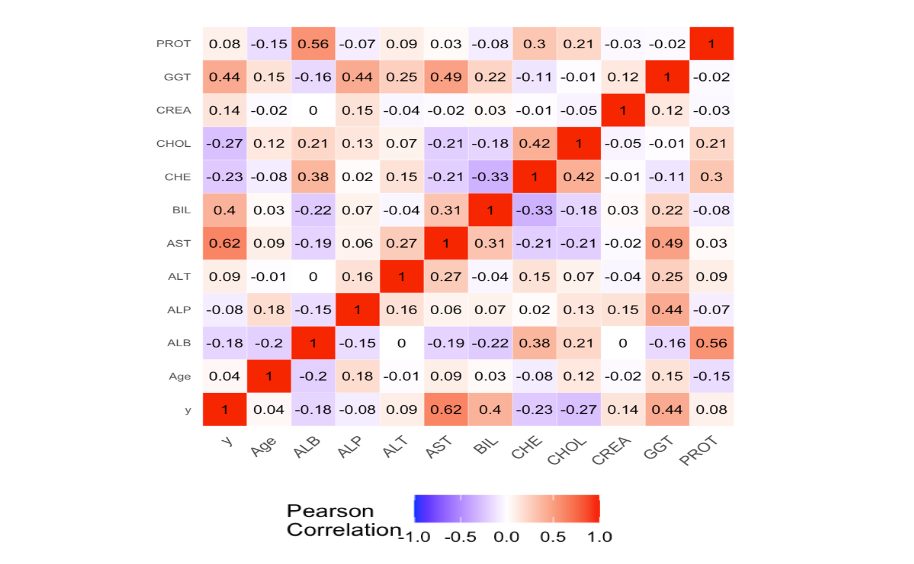 PROT 0.08 -0.15 0.56 -0.07 0.09 0.03 -0.08 0.3 0.21 -0.03 -0.02 1
GGT 0.44 0.15 -0.16 0.44 0.25 0.49 0.22 -0.11 -0.01 0.12 1 -0.02
CREA 0.14 -0.02 0 0.15 -0.04 -0.02 0.03 -0.01 -0.05 1 0.12 -0.03
CHOL -0.27 0.12 0.21 0.13 0.07 -0.21 -0.18 0.42 1 -0.05 -0.01 0.21
CHE -0.23 -0.08 0.38 0.02 0.15 -0.21 -0.33 1 0.42 -0.01 -0.11 0.3
BIL 0.4 0.03 -0.22 0.07 -0.04 0.31 1 -0.33 -0.18 0.03 0.22 -0.08
AST 0.62 0.09 -0.19 0.06 0.27 1 0.31 -0.21 -0.21 -0.02 0.49 0.03
ALT 0.09 -0.01 0 0.16 1 0.27 -0.04 0.15 0.07 -0.04 0.25 0.09
ALP -0.08 0.18 -0.15 1 0.16 0.06 0.07 0.02 0.13 0.15 0.44 -0.07
ALB -0.18 -0.2 1 -0.15 0 -0.19 -0.22 0.38 0.21 0 -0.16 0.56
Age 0.04 1 -0.2 0.18 -0.01 0.09 0.03 -0.08 0.12 -0.02 0.15 -0.15
y 1 0.04 -0.18 -0.08 0.09 0.62 0.4 -0.23 -0.27 0.14 0.44 0.08
y Age ALB ALP ALT AST BIL CHE CHOL CREA GGT PROT
Pearson
Correlation
-1.0 -0.5 0.0 0.5 1.0